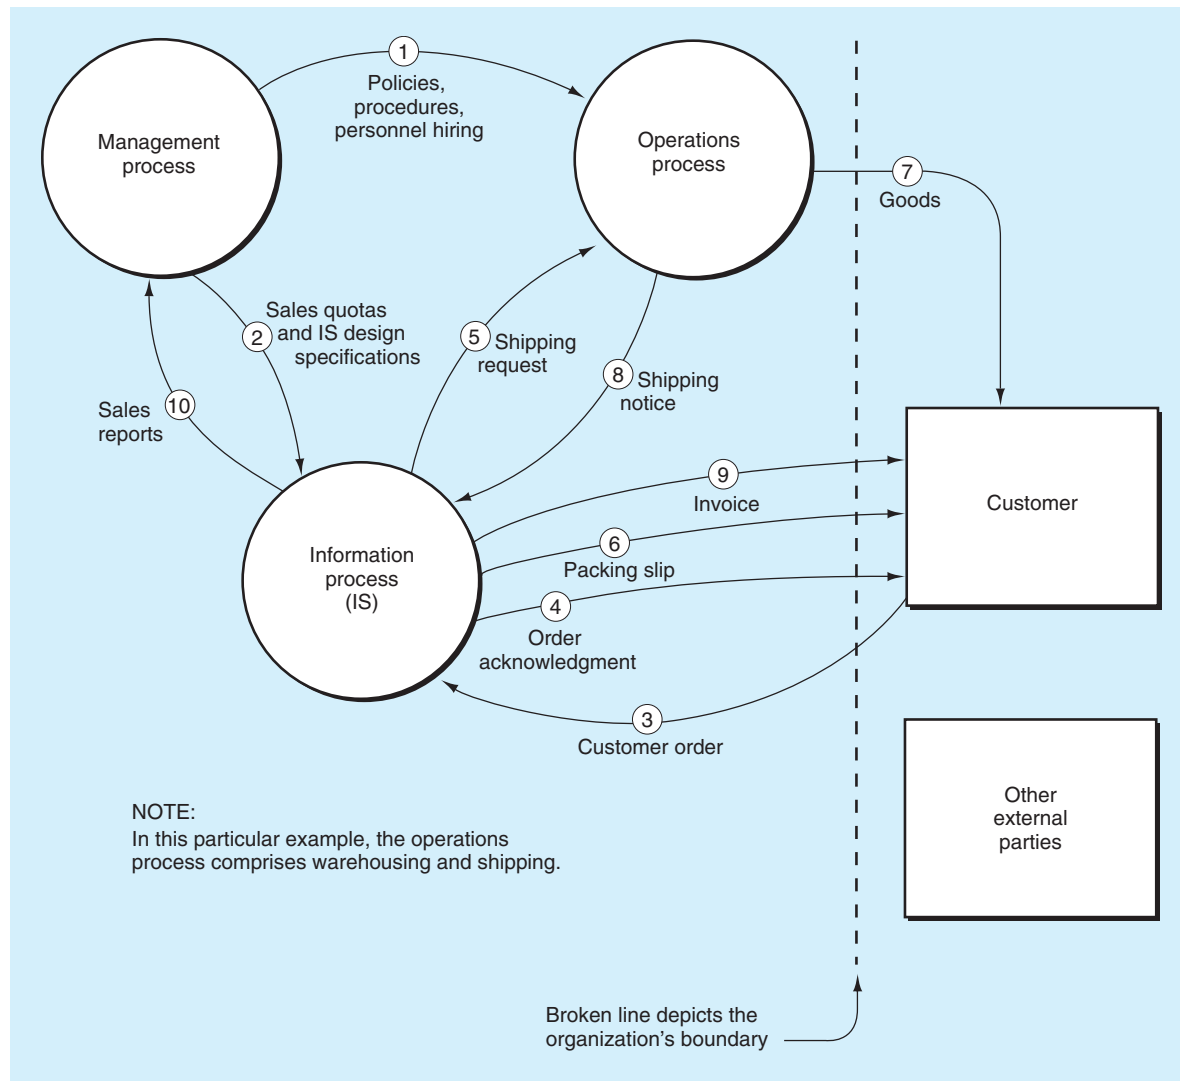 1
Policies,
procedures,
personnel hiring
Management
process
Operations
process
7
Goods
2
Sales quotas
and IS design
specifications
5
Shipping
request
8
Shipping
notice
10
Sales
reports
9
Invoice
Customer
Information
process
(IS)
6
Packing slip
4
Order
acknowledgment
3
Customer order
Other
external
parties
NOTE:
In this particular example, the operations
process comprises warehousing and shipping.
Broken line depicts the
organization’s boundary